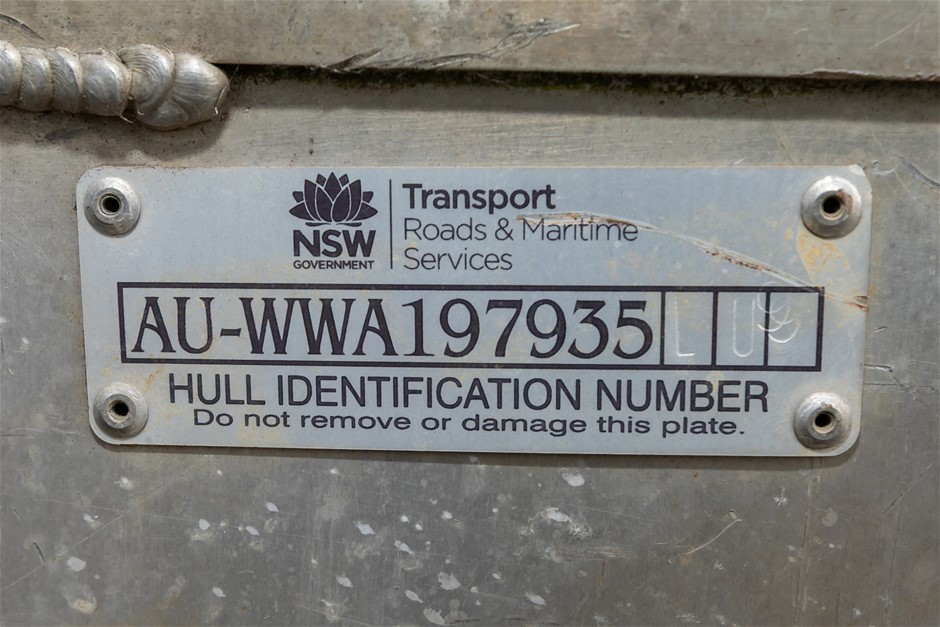 NSW
GOVERNMENT
Transport
Roads & Maritime
Services
AU-WWA197935 L U
HULL IDENTIFICATION NUMBER
Do not remove or damage this plate.